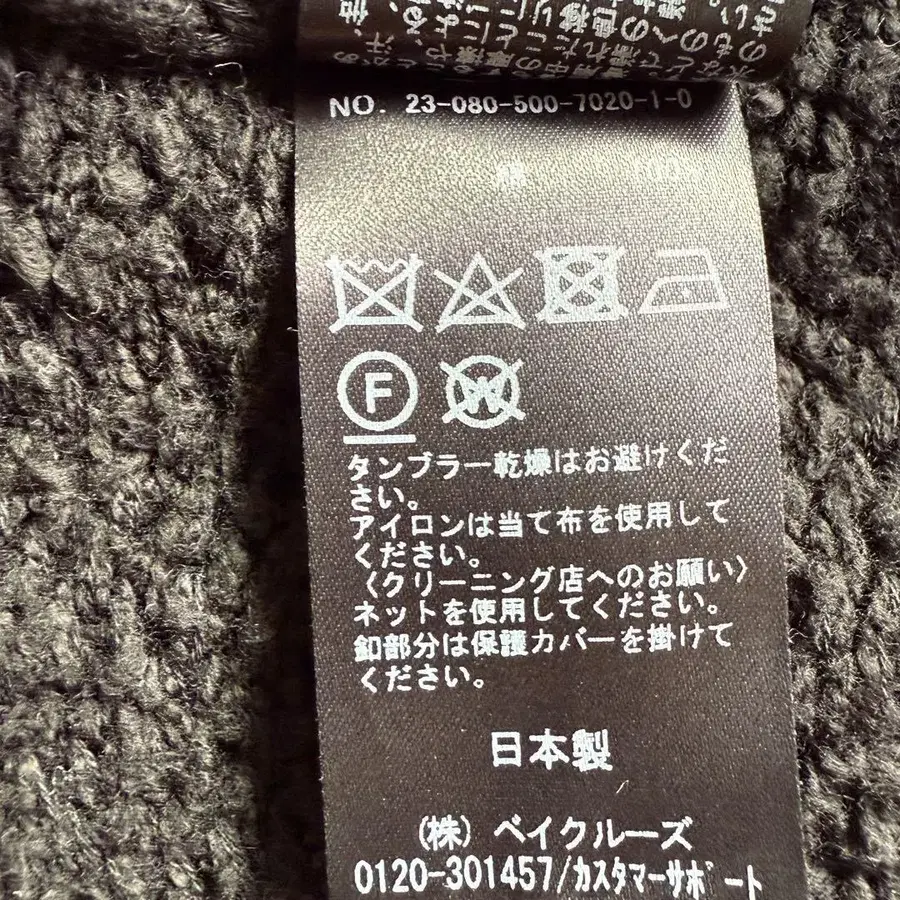 NO. 23-080-500-7020-1-0
F
W
タンブラー乾燥はお避けくだ
さい。
アイロンは当て布を使用して
ください。
〈クリーニング店へのお願い〉
ネットを使用してください。
釦部分は保護カバーを掛けて
ください。
日本製
(株) ベイクルーズ
0120-301457/カスタマーサポート